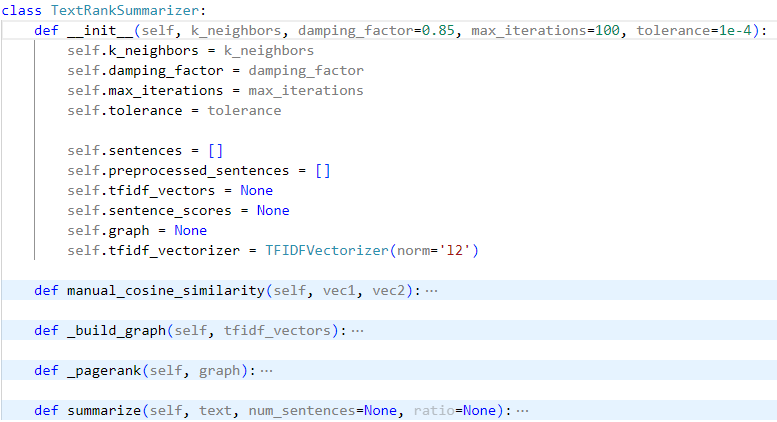 class TextRankSummarizer:
    def __init__(self, k_neighbors, damping_factor=0.85, max_iterations=100, tolerance=1e-4):
        self.k_neighbors = k_neighbors
        self.damping_factor = damping_factor
        self.max_iterations = max_iterations
        self.tolerance = tolerance

        self.sentences = []
        self.preprocessed_sentences = []
        self.tfidf_vectors = None
        self.sentence_scores = None
        self.graph = None
        self.tfidf_vectorizer = TFIDFVectorizer(norm='l2')

    def manual_cosine_similarity(self, vec1, vec2):···

    def _build_graph(self, tfidf_vectors):···

    def _pagerank(self, graph):···

    def summarize(self, text, num_sentences=None, ratio=None):···